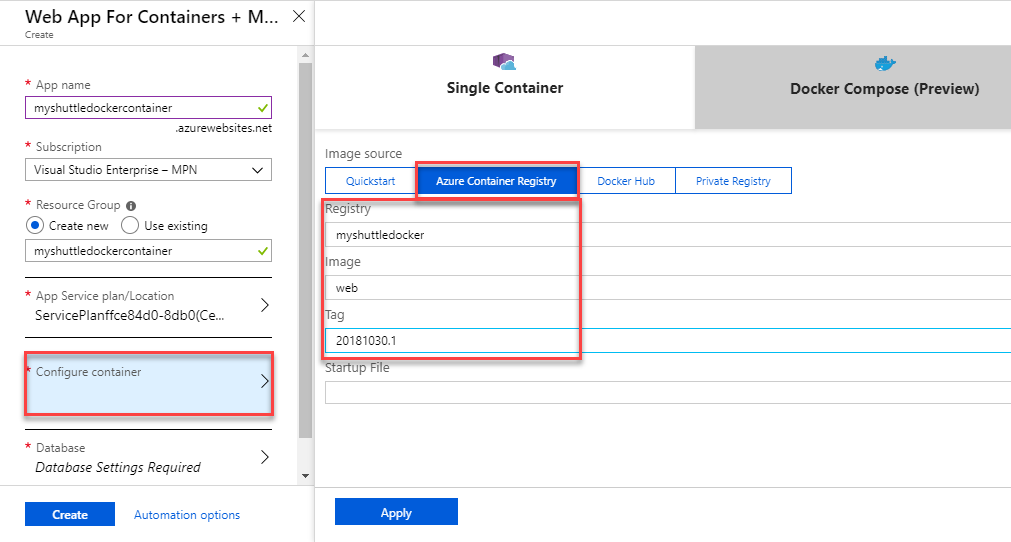 Web App For Containers + M...
Create
* App name
myshuttledockercontainer
.azurewebsites.net
* Subscription
Visual Studio Enterprise – MPN
* Resource Group
Create new
Use existing
myshuttledockercontainer
* App Service plan/Location
ServicePlanffce84d0-8db0(Ce...
* Configure container
* Database
Database Settings Required
Create
Automation options
Single Container
Docker Compose (Preview)
Image source
Quickstart
Azure Container Registry
Docker Hub
Private Registry
Registry
myshuttledocker
Image
web
Tag
20181030.1
Startup File
Apply